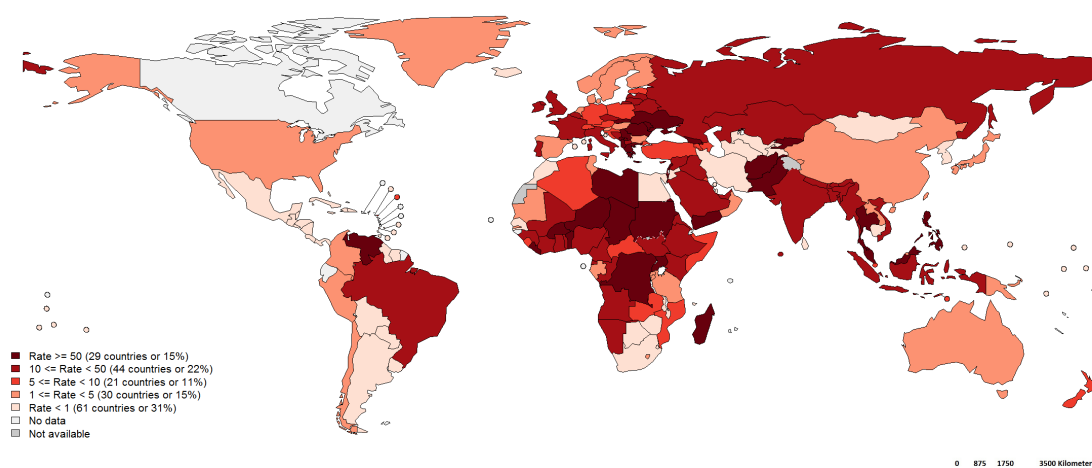 Rate >= 50 (29 countries or 15%)
10 <= Rate < 50 (44 countries or 22%)
5 <= Rate < 10 (21 countries or 11%)
1 <= Rate < 5 (30 countries or 15%)
Rate < 1 (61 countries or 31%)
No data
Not available
0 875 1750 3500 Kilometer